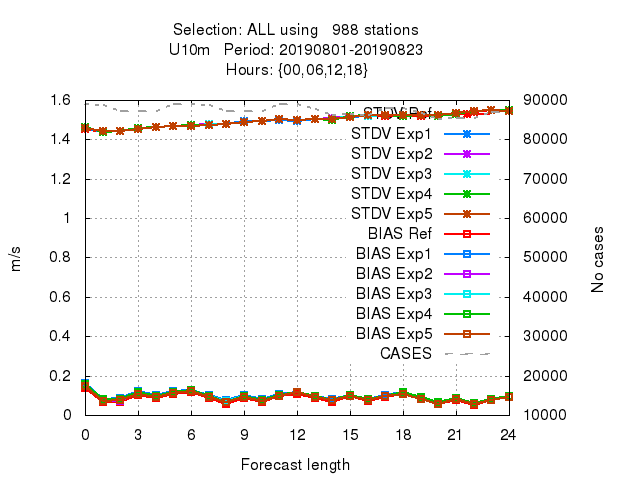 Selection: ALL using   988 stations
U10m   Period: 20190801-20190823
Hours: {00,06,12,18}
1.6
1.4
1.2
1
0.8
0.6
0.4
0.2
0
m/s
90000
80000
70000
60000
50000
40000
30000
20000
10000
No cases
STDV Ref
STDV Exp1
STDV Exp2
STDV Exp3
STDV Exp4
STDV Exp5
BIAS Ref
BIAS Exp1
BIAS Exp2
BIAS Exp3
BIAS Exp4
BIAS Exp5
CASES
0 3 6 9 12 15 18 21 24
Forecast length